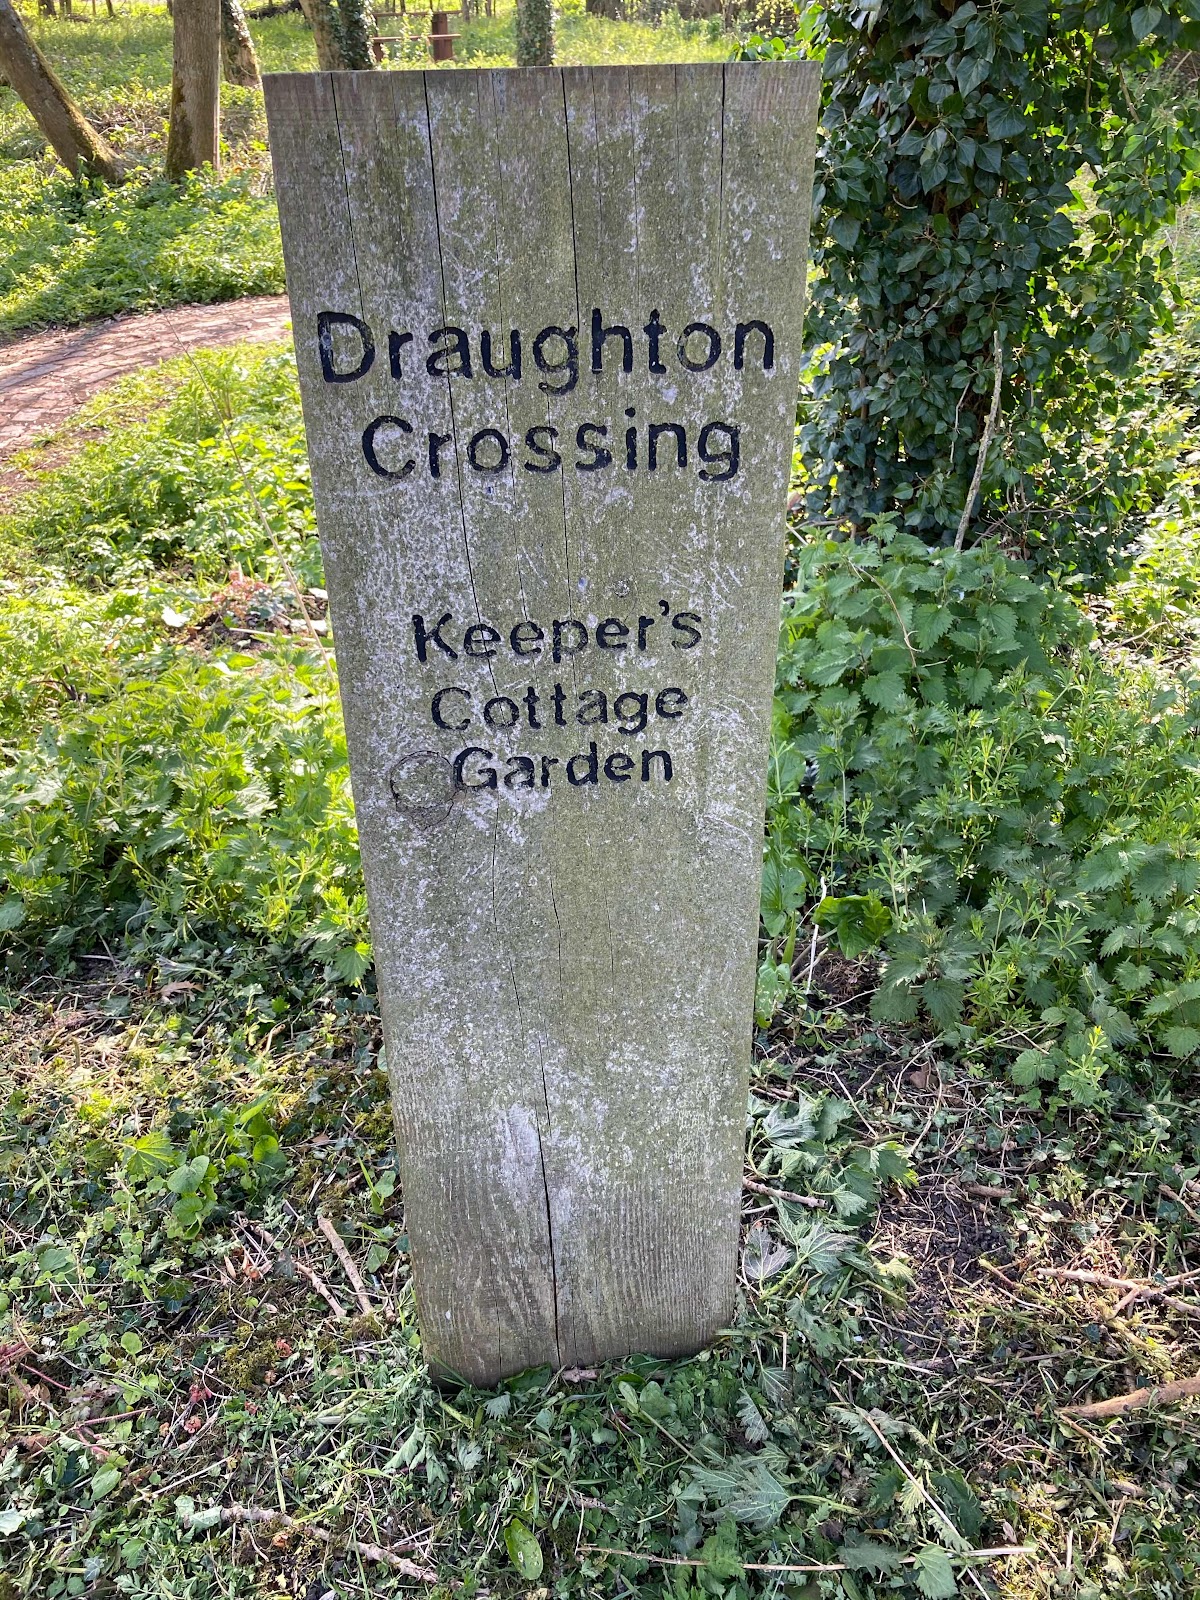 Draughton
Crossing
Keeper's
Cottage
Garden